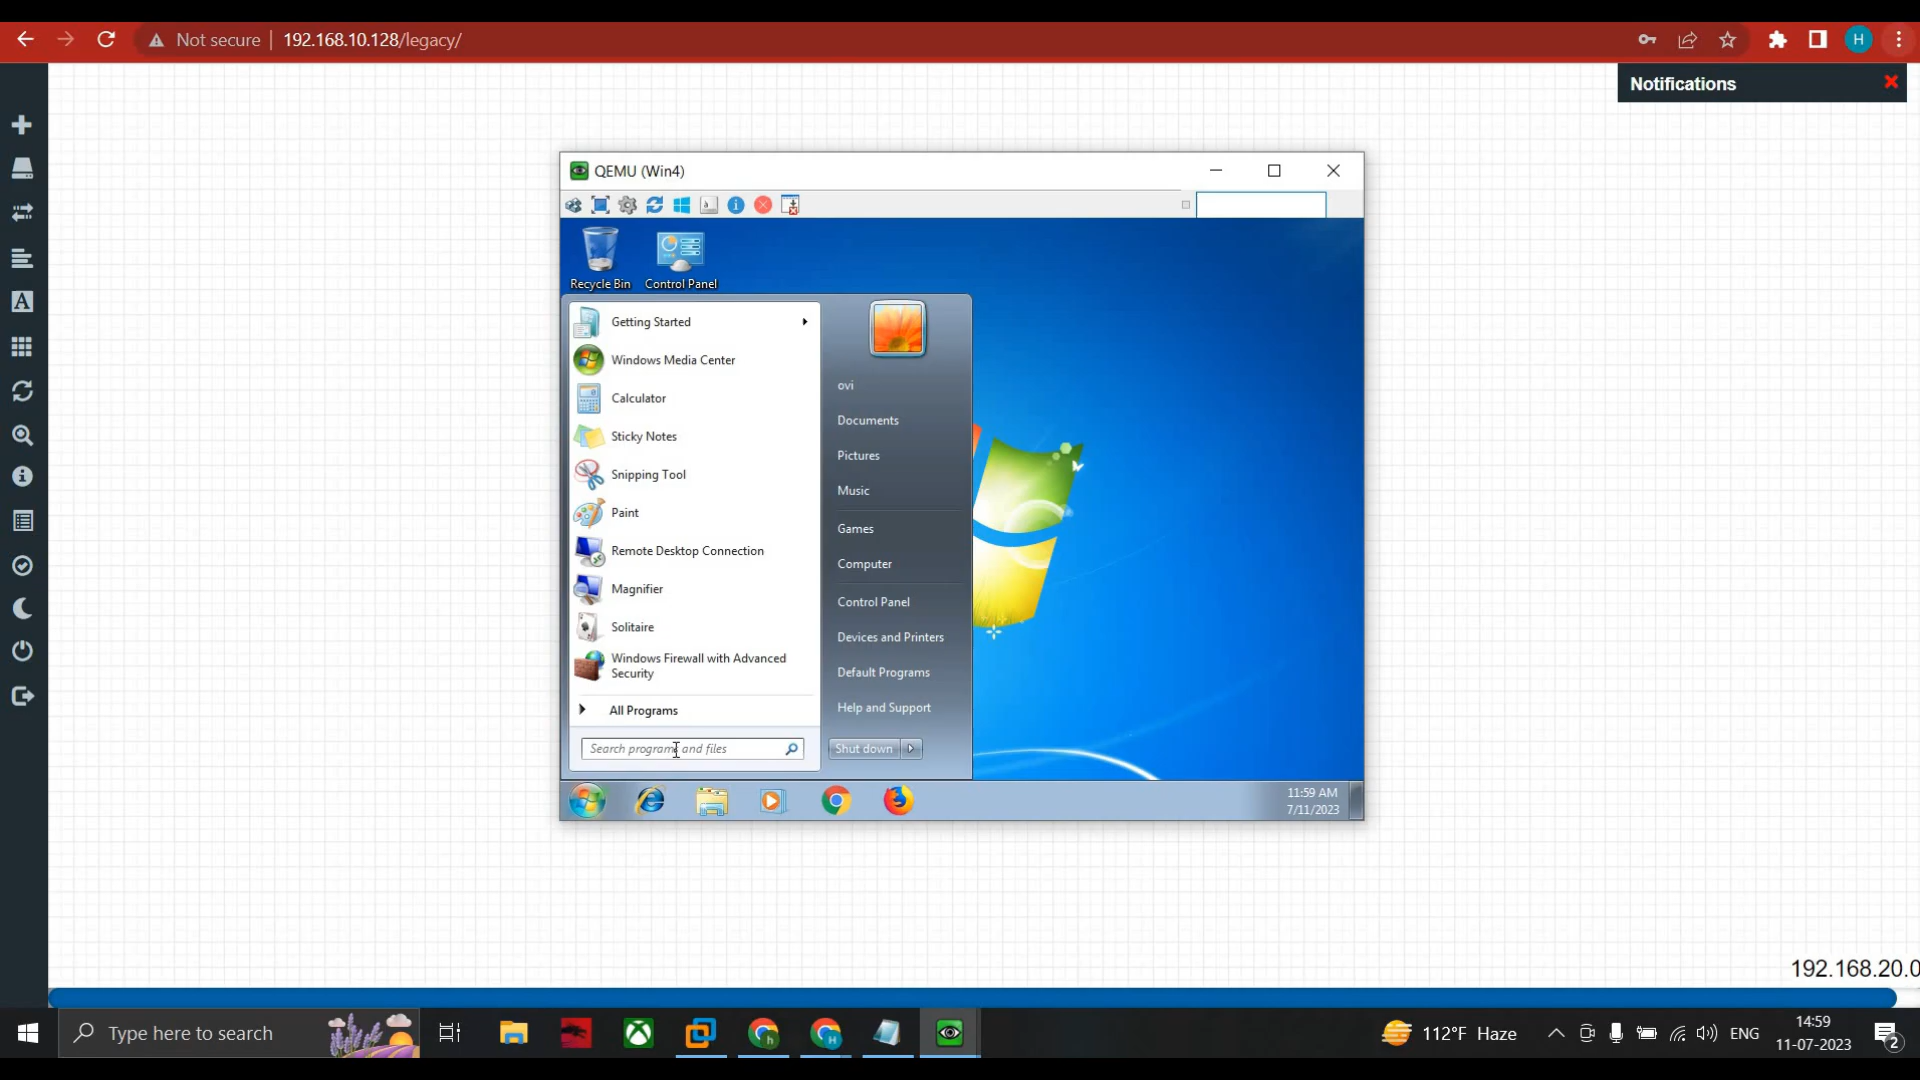 Not secure | 192.168.10.128/legacy/
H
Notifications
QEMU (Win4)
Recycle Bin
Control Panel
Getting Started
Windows Media Center
Calculator
Sticky Notes
Snipping Tool
Paint
Remote Desktop Connection
Magnifier
Solitaire
Windows Firewall with Advanced
Security
All Programs
Search programs and files
ovi
Documents
Pictures
Music
Games
Computer
Control Panel
Devices and Printers
Default Programs
Help and Support
Shut down
11:59 AM
7/11/2023
192.168.20.0
Type here to search
112°F Haze
ENG
14:59
11-07-2023
2